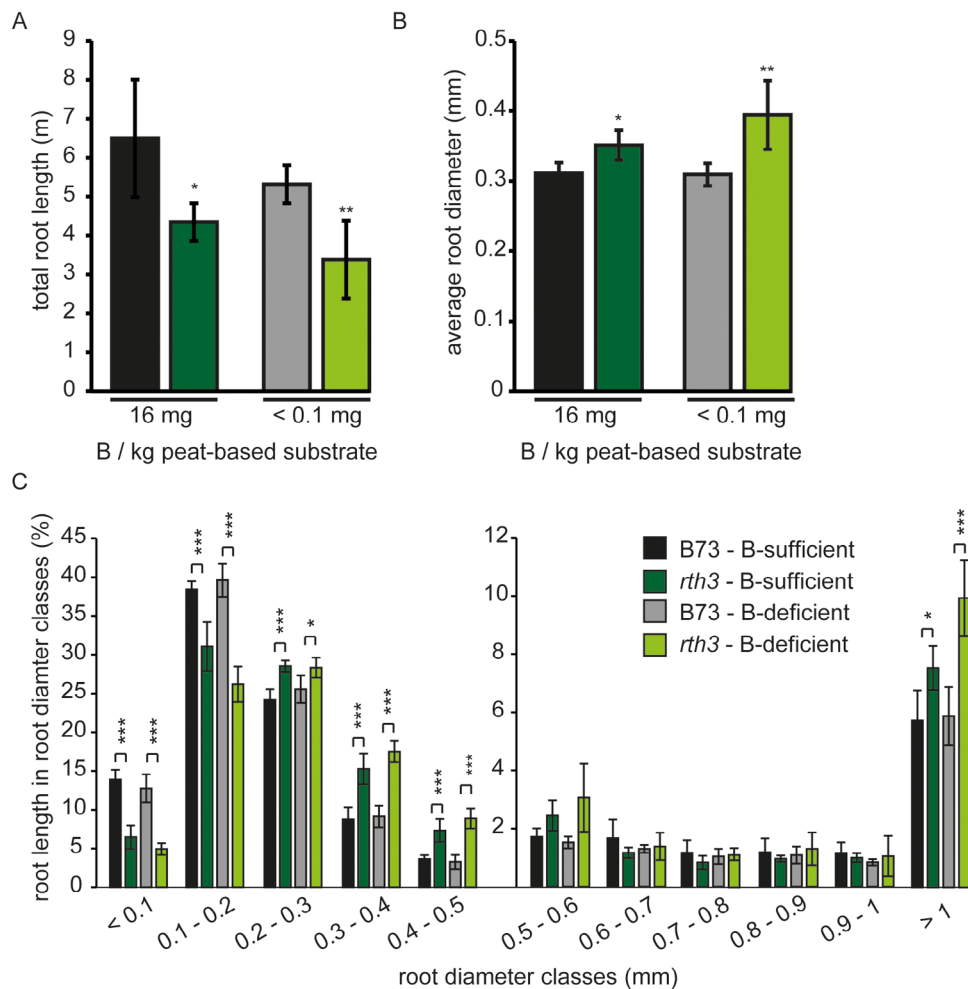 A
total root length (m)
9
8
7
6
5
4
3
2
1
0
*
**
16 mg
< 0.1 mg
B / kg peat-based substrate
B
average root diameter (mm)
0.5
0.4
0.3
0.2
0.1
0
*
**
16 mg
< 0.1 mg
B / kg peat-based substrate
C
root length in root diamter classes (%)
45
40
35
30
25
20
15
10
5
0
***
***
***
***
***
*
***
***
***
***
< 0.1
0.1 - 0.2
0.2 - 0.3
0.3 - 0.4
0.4 - 0.5
12
10
8
6
4
2
B73 - B-sufficient
rth3 - B-sufficient
B73 - B-deficient
rth3 - B-deficient
*
***
0.5 - 0.6
0.6 - 0.7
0.7 - 0.8
0.8 - 0.9
0.9 - 1
> 1
root diameter classes (mm)